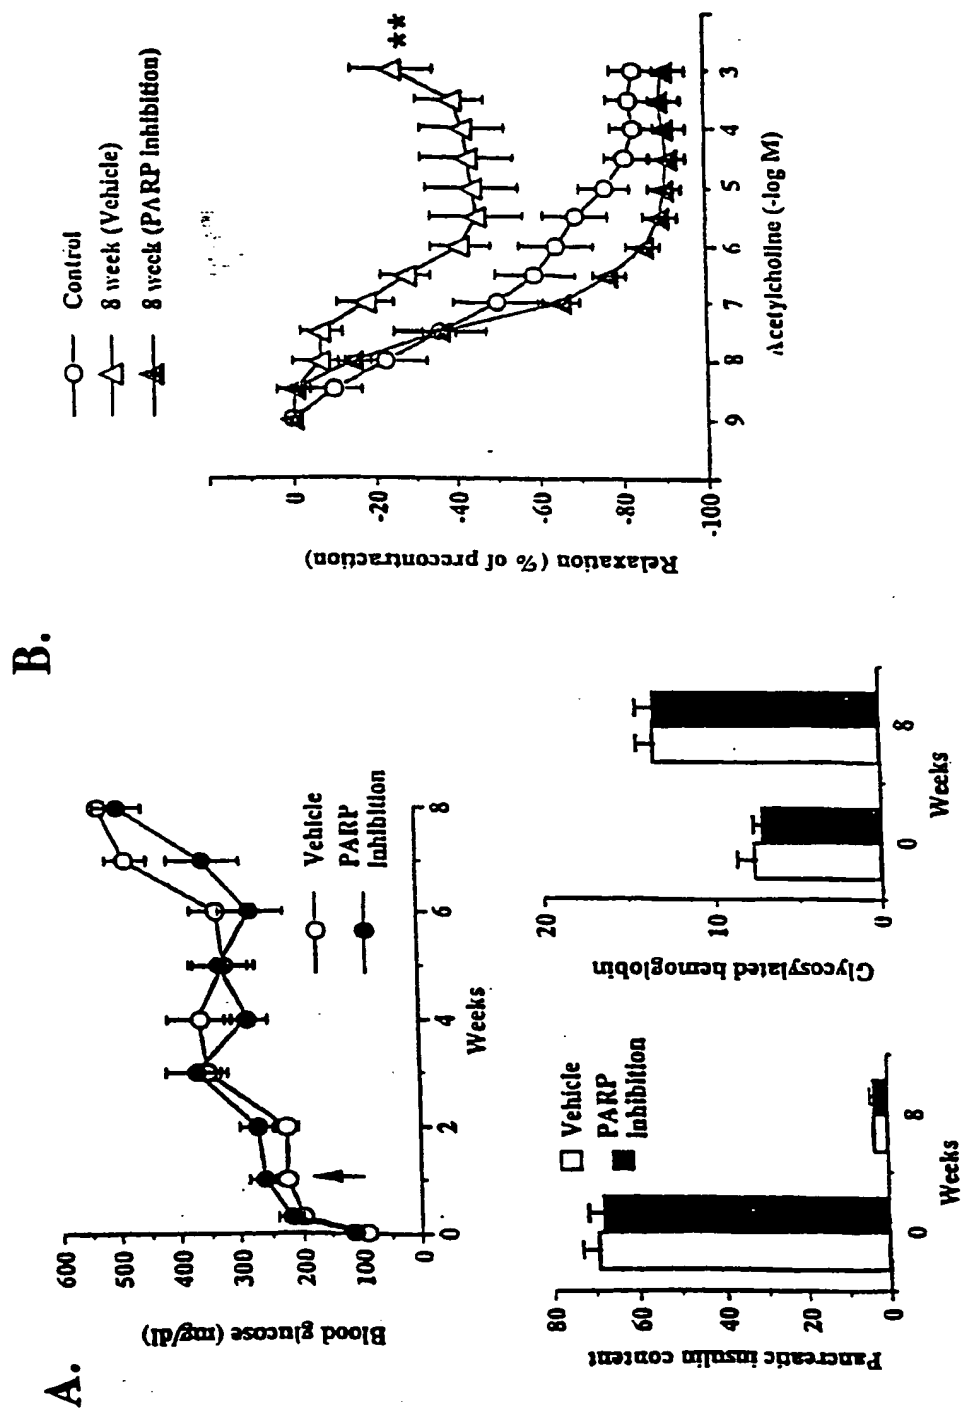 A.
Blood glucose (mg/dl)
600
500
400
300
200
100
0
0
2
4
6
8
Weeks
Vehicle
PARP
Inhibition
Pancreatic insulin content
80
60
40
20
0
0
8
Weeks
Vehicle
PARP
Inhibition
Glycosylated hemoglobin
20
10
0
0
8
Weeks
B.
Control
8 week (Vehicle)
8 week (PARP Inhibition)
Relaxation (% of precontraction)
0
-20
-40
-60
-80
-100
9
8
7
6
5
4
3
Acetylcholine (-log M)
**